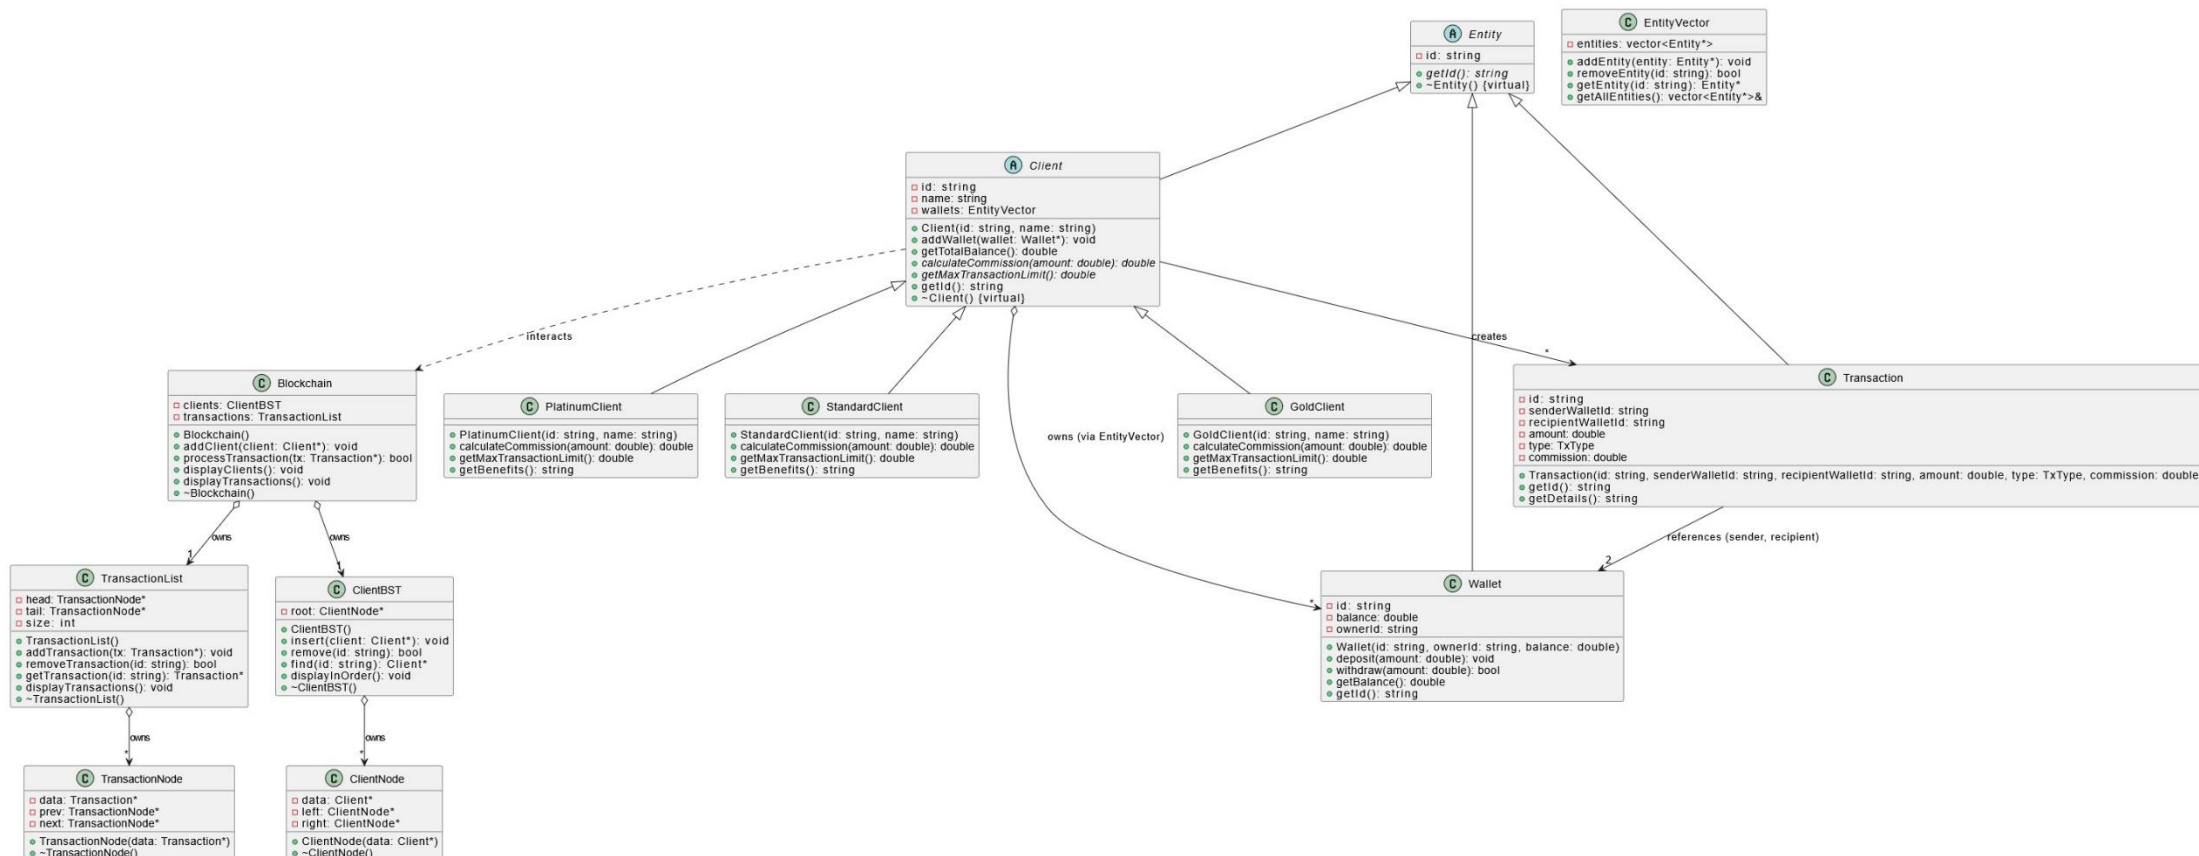 A Entity
id: string
getId(): string
~Entity() {virtual}
C EntityVector
entities: vector<Entity*>
addEntity(entity: Entity*): void
removeEntity(id: string): bool
getEntity(id: string): Entity*
getAllEntities(): vector<Entity*>&
A Client
id: string
name: string
wallets: EntityVector
Client(id: string, name: string)
addWallet(wallet: Wallet*): void
getTotalBalance(): double
calculateCommission(amount: double): double
getMaxTransactionLimit(): double
getId(): string
~Client() {virtual}
interacts
creates
*
C Blockchain
clients: ClientBST
transactions: TransactionList
Blockchain()
addClient(client: Client*): void
processTransaction(tx: Transaction*): bool
displayClients(): void
displayTransactions(): void
~Blockchain()
C PlatinumClient
PlatinumClient(id: string, name: string)
calculateCommission(amount: double): double
getMaxTransactionLimit(): double
getBenefits(): string
C StandardClient
StandardClient(id: string, name: string)
calculateCommission(amount: double): double
getMaxTransactionLimit(): double
getBenefits(): string
owns (via EntityVector)
C GoldClient
GoldClient(id: string, name: string)
calculateCommission(amount: double): double
getMaxTransactionLimit(): double
getBenefits(): string
C Transaction
id: string
senderWalletId: string
recipientWalletId: string
amount: double
type: TxType
commission: double
Transaction(id: string, senderWalletId: string, recipientWalletId: string, amount: double, type: TxType, commission: double
getId(): string
getDetails(): string
owns
owns
references (sender, recipient)
1
1
2
*
C TransactionList
head: TransactionNode*
tail: TransactionNode*
size: int
TransactionList()
addTransaction(tx: Transaction*): void
removeTransaction(id: string): bool
getTransaction(id: string): Transaction*
displayTransactions(): void
~TransactionList()
C ClientBST
root: ClientNode*
ClientBST()
insert(client: Client*): void
remove(id: string): bool
find(id: string): Client*
displayInOrder(): void
~ClientBST()
C Wallet
id: string
balance: double
ownerId: string
Wallet(id: string, ownerId: string, balance: double)
deposit(amount: double): void
withdraw(amount: double): bool
getBalance(): double
getId(): string
owns
*
owns
*
C TransactionNode
data: Transaction*
prev: TransactionNode*
next: TransactionNode*
TransactionNode(data: Transaction*)
~TransactionNode()
C ClientNode
data: Client*
left: ClientNode*
right: ClientNode*
ClientNode(data: Client*)
~ClientNode()